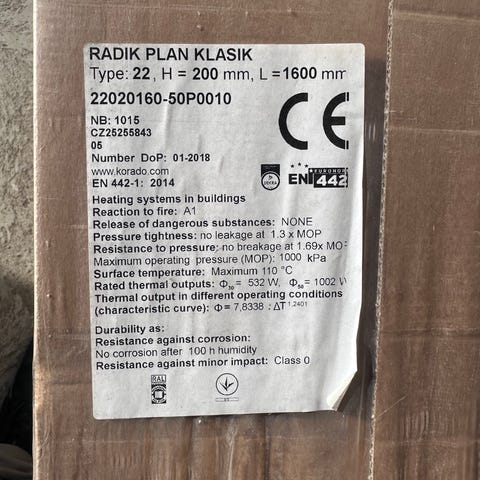 RADIK PLAN KLASIK
Type: 22, H = 200 mm, L = 1600 mm
22020160-50P0010
CE
NB: 1015
CZ25255843
05
Number DoP: 01-2018
www.korado.com
EN 442-1: 2014
EURONORM
EN 442
Heating systems in buildings
Reaction to fire: A1
Release of dangerous substances: NONE
Pressure tightness: no leakage at 1.3 x MOP
Resistance to pressure: no breakage at 1.69x MO
Maximum operating pressure (MOP): 1000 kPa
Surface temperature: Maximum 110 °C
Rated thermal outputs: Φ₃₀ = 532 W, Φ₅₀ = 1002 W
Thermal output in different operating conditions
(characteristic curve): Φ = 7,8338 . ΔT¹·²⁴⁰¹
Durability as:
Resistance against corrosion:
No corrosion after 100 h humidity
Resistance against minor impact: Class 0
RAL